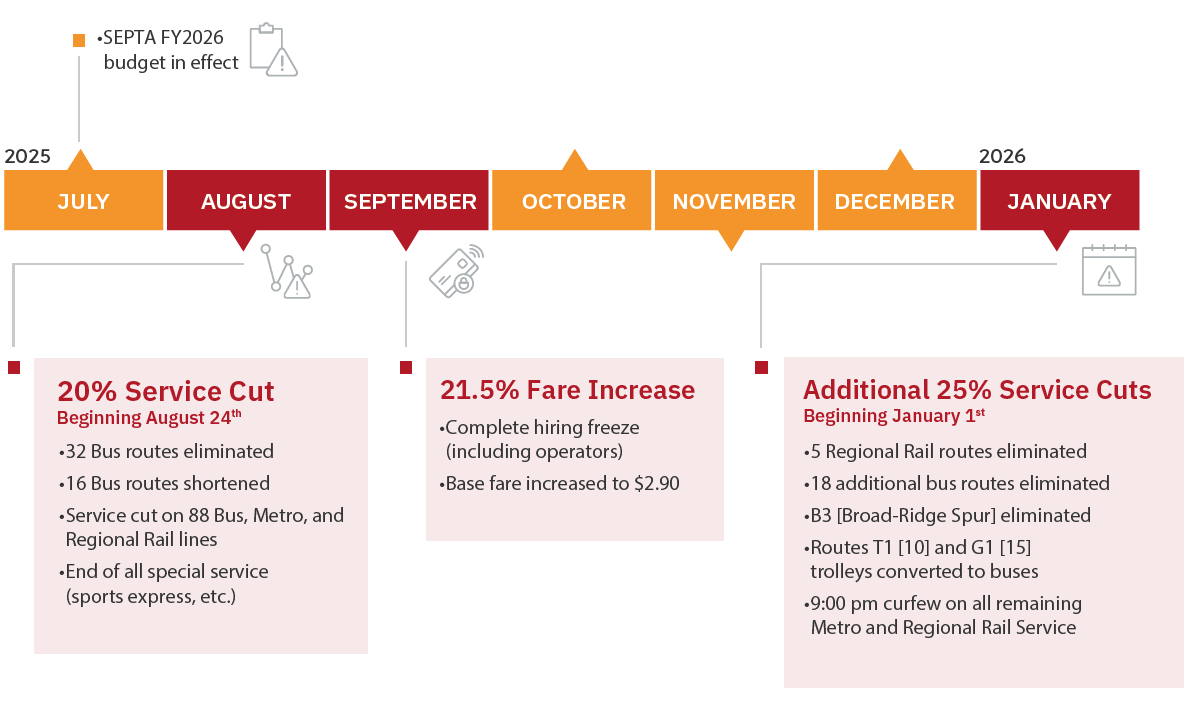 •SEPTA FY2026
budget in effect
2025
2026
JULY
AUGUST
SEPTEMBER
OCTOBER
NOVEMBER
DECEMBER
JANUARY
20% Service Cut
Beginning August 24th
•32 Bus routes eliminated
•16 Bus routes shortened
•Service cut on 88 Bus, Metro, and
Regional Rail lines
•End of all special service
(sports express, etc.)
21.5% Fare Increase
•Complete hiring freeze
(including operators)
•Base fare increased to $2.90
Additional 25% Service Cuts
Beginning January 1st
•5 Regional Rail routes eliminated
•18 additional bus routes eliminated
•B3 [Broad-Ridge Spur] eliminated
•Routes T1 [10] and G1 [15]
trolleys converted to buses
•9:00 pm curfew on all remaining
Metro and Regional Rail Service